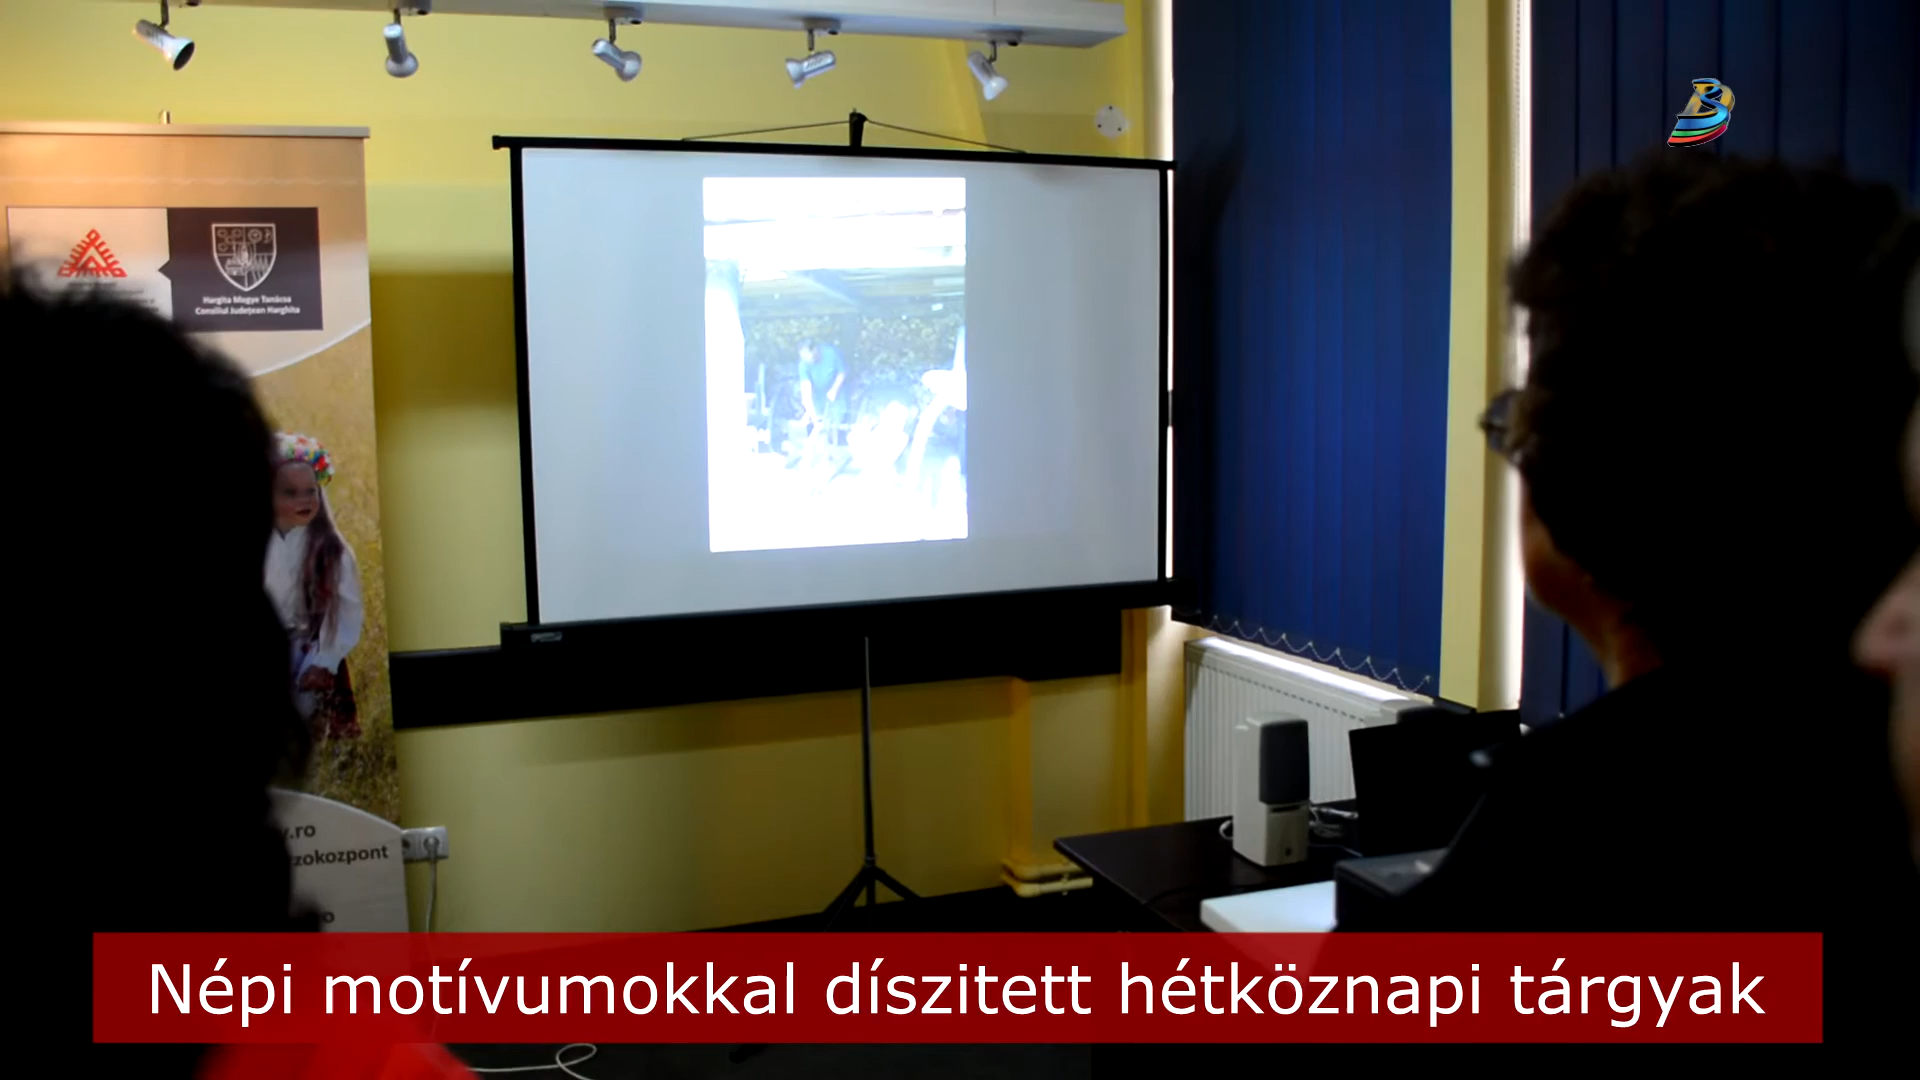 Hargita Megye Tanácsa
Consiliul Județean Harghita
.ro
zokozpont
Népi motívumokkal díszitett hétköznapi tárgyak